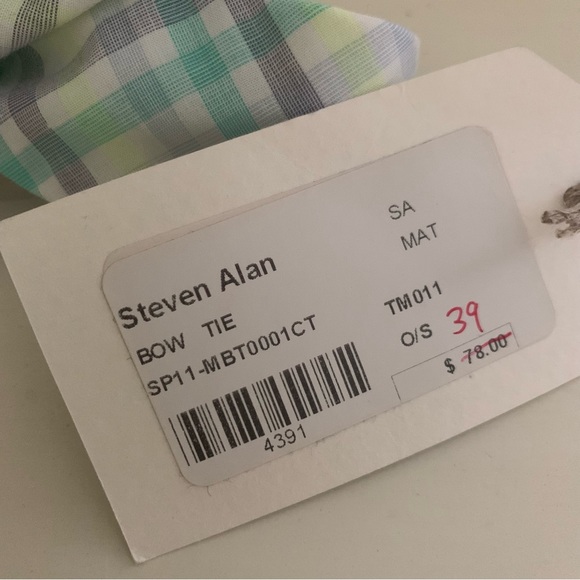 Steven Alan
BOW TIE
SP11-MBT0001CT
4391
SA
MAT
TM011
O/S 39
$ 78.00